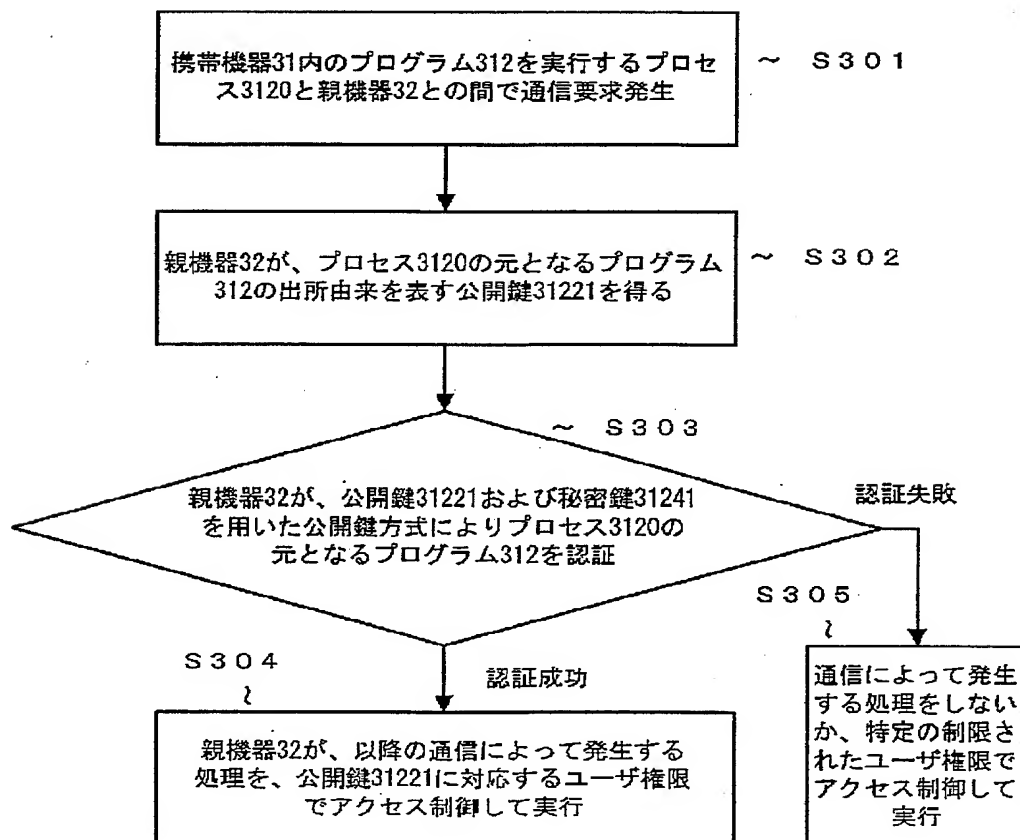 携帯機器31内のプログラム312を実行するプロセ
ス3120と親機器32との間で通信要求発生
～ S301
親機器32が、プロセス3120の元となるプログラム
312の出所由来を表す公開鍵31221を得る
～ S302
～ S303
親機器32が、公開鍵31221および秘密鍵31241
を用いた公開鍵方式によりプロセス3120の
元となるプログラム312を認証
認証失敗
S305
～
S304
～
認証成功
親機器32が、以降の通信によって発生する
処理を、公開鍵31221に対応するユーザ権限
でアクセス制御して実行
通信によって発生
する処理をしない
か、特定の制限さ
れたユーザ権限で
アクセス制御して
実行